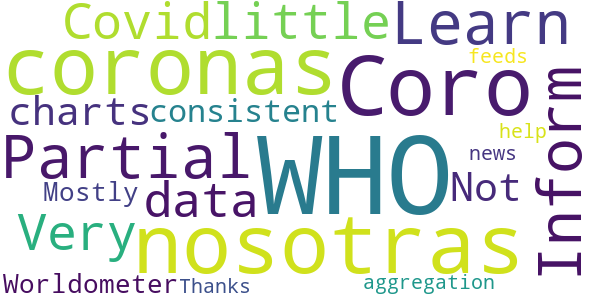 Covid little Learn
coronas Coro feeds
charts consistent Inform
Partial WHO help
Mostly data Not news
Very nosotras
Worldometer Thanks aggregation